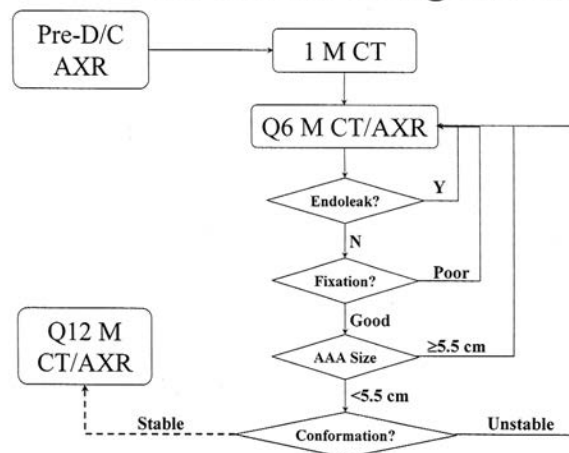 Pre-D/C
AXR
1 M CT
Q6 M CT/AXR
Endoleak?
Y
N
Fixation?
Poor
Good
Q12 M
CT/AXR
AAA Size
≥5.5 cm
<5.5 cm
Stable
Conformation?
Unstable